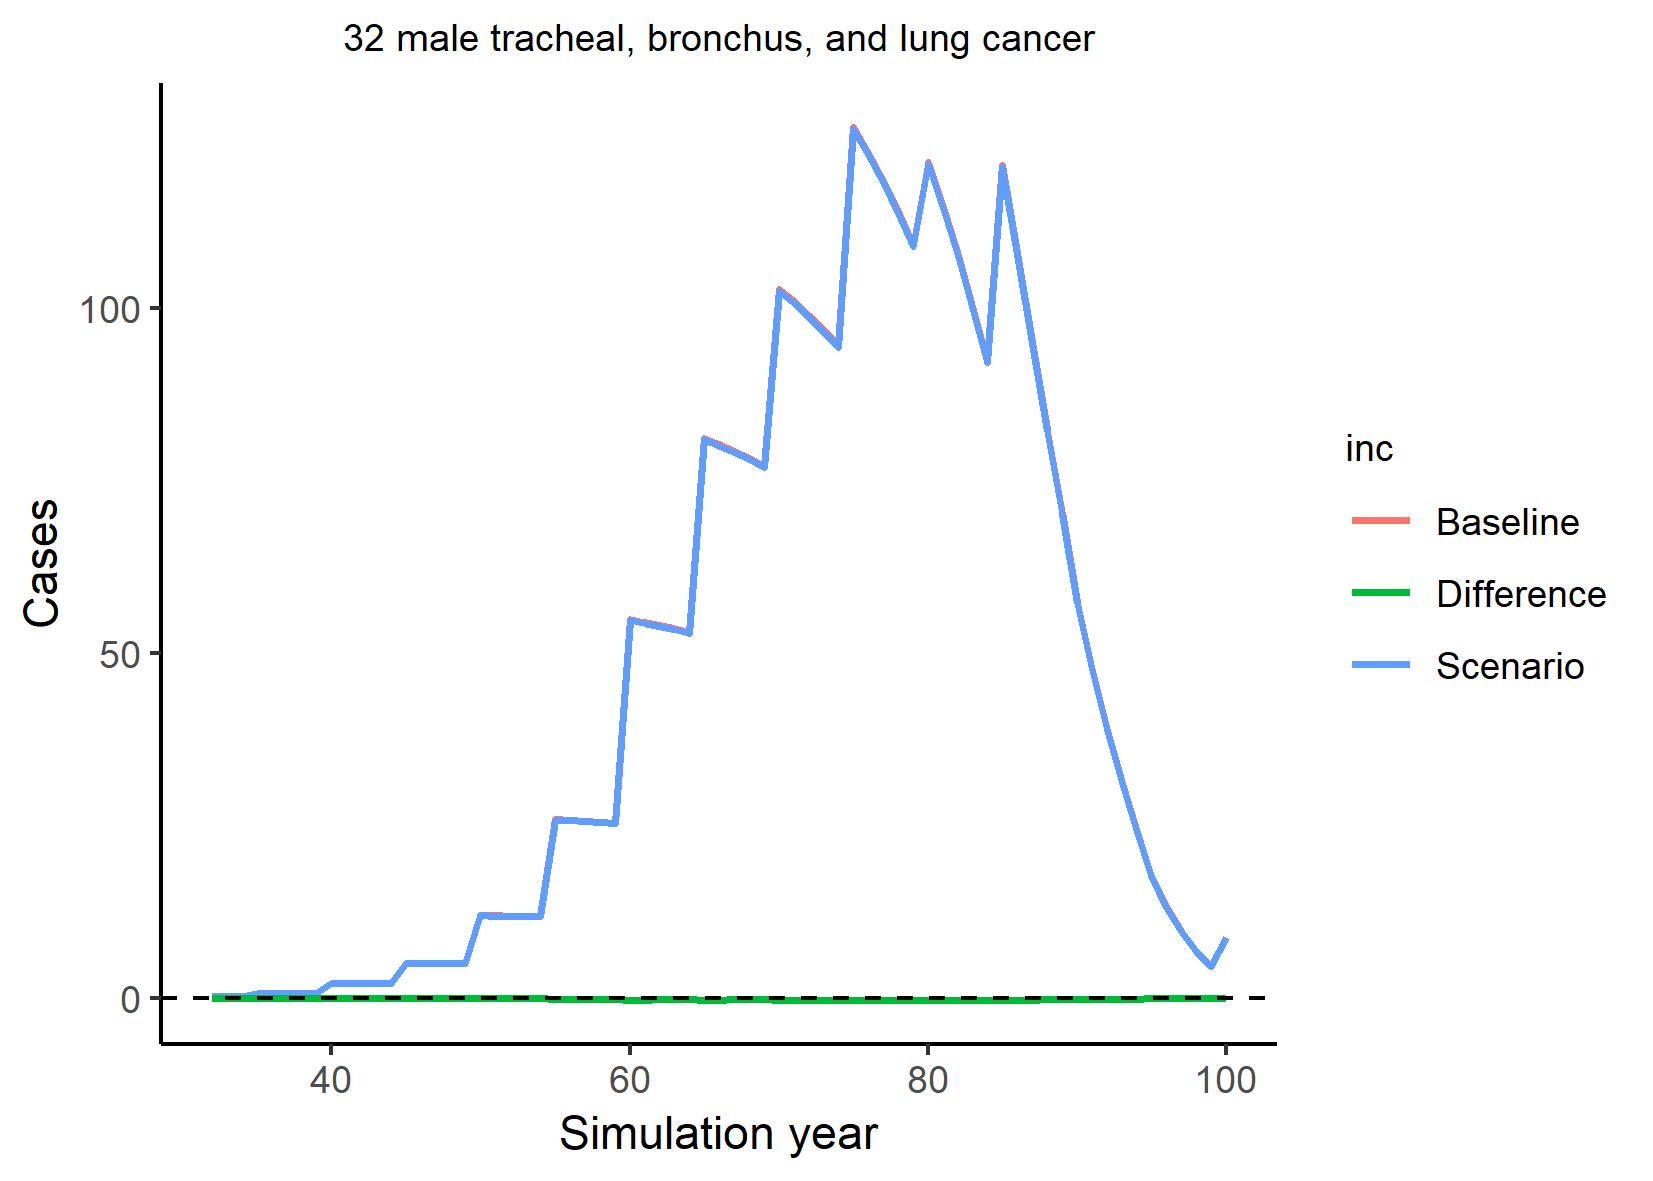 32 male tracheal, bronchus, and lung cancer
Cases
100
50
0
40 60 80 100
Simulation year
inc
Baseline
Difference
Scenario